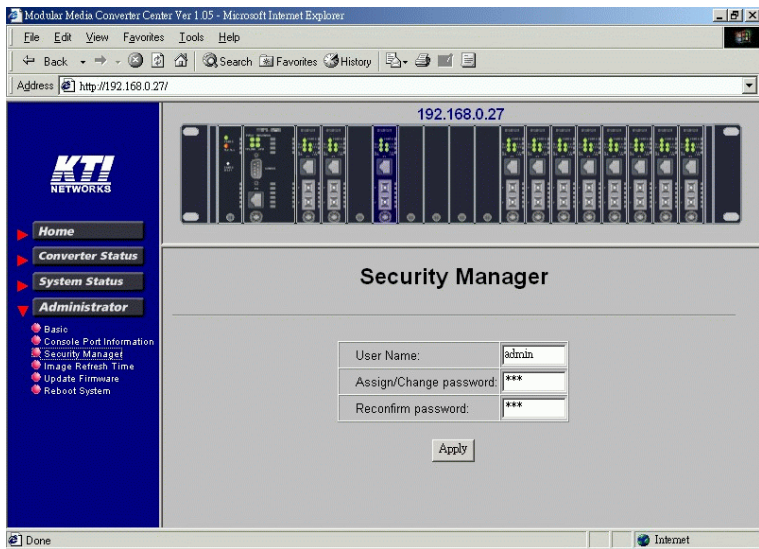 Modular Media Converter Center Ver 1.05 - Microsoft Internet Explorer
File Edit View Favorites Tools Help
Back Search Favorites History
Address http://192.168.0.27/
192.168.0.27
KTI
NETWORKS
Home
Converter Status
System Status
Administrator
Basic
Console Port Information
Security Manager
Image Refresh Time
Update Firmware
Reboot System
Security Manager
User Name: admin
Assign/Change password: ***
Reconfirm password: ***
Apply
Done Internet